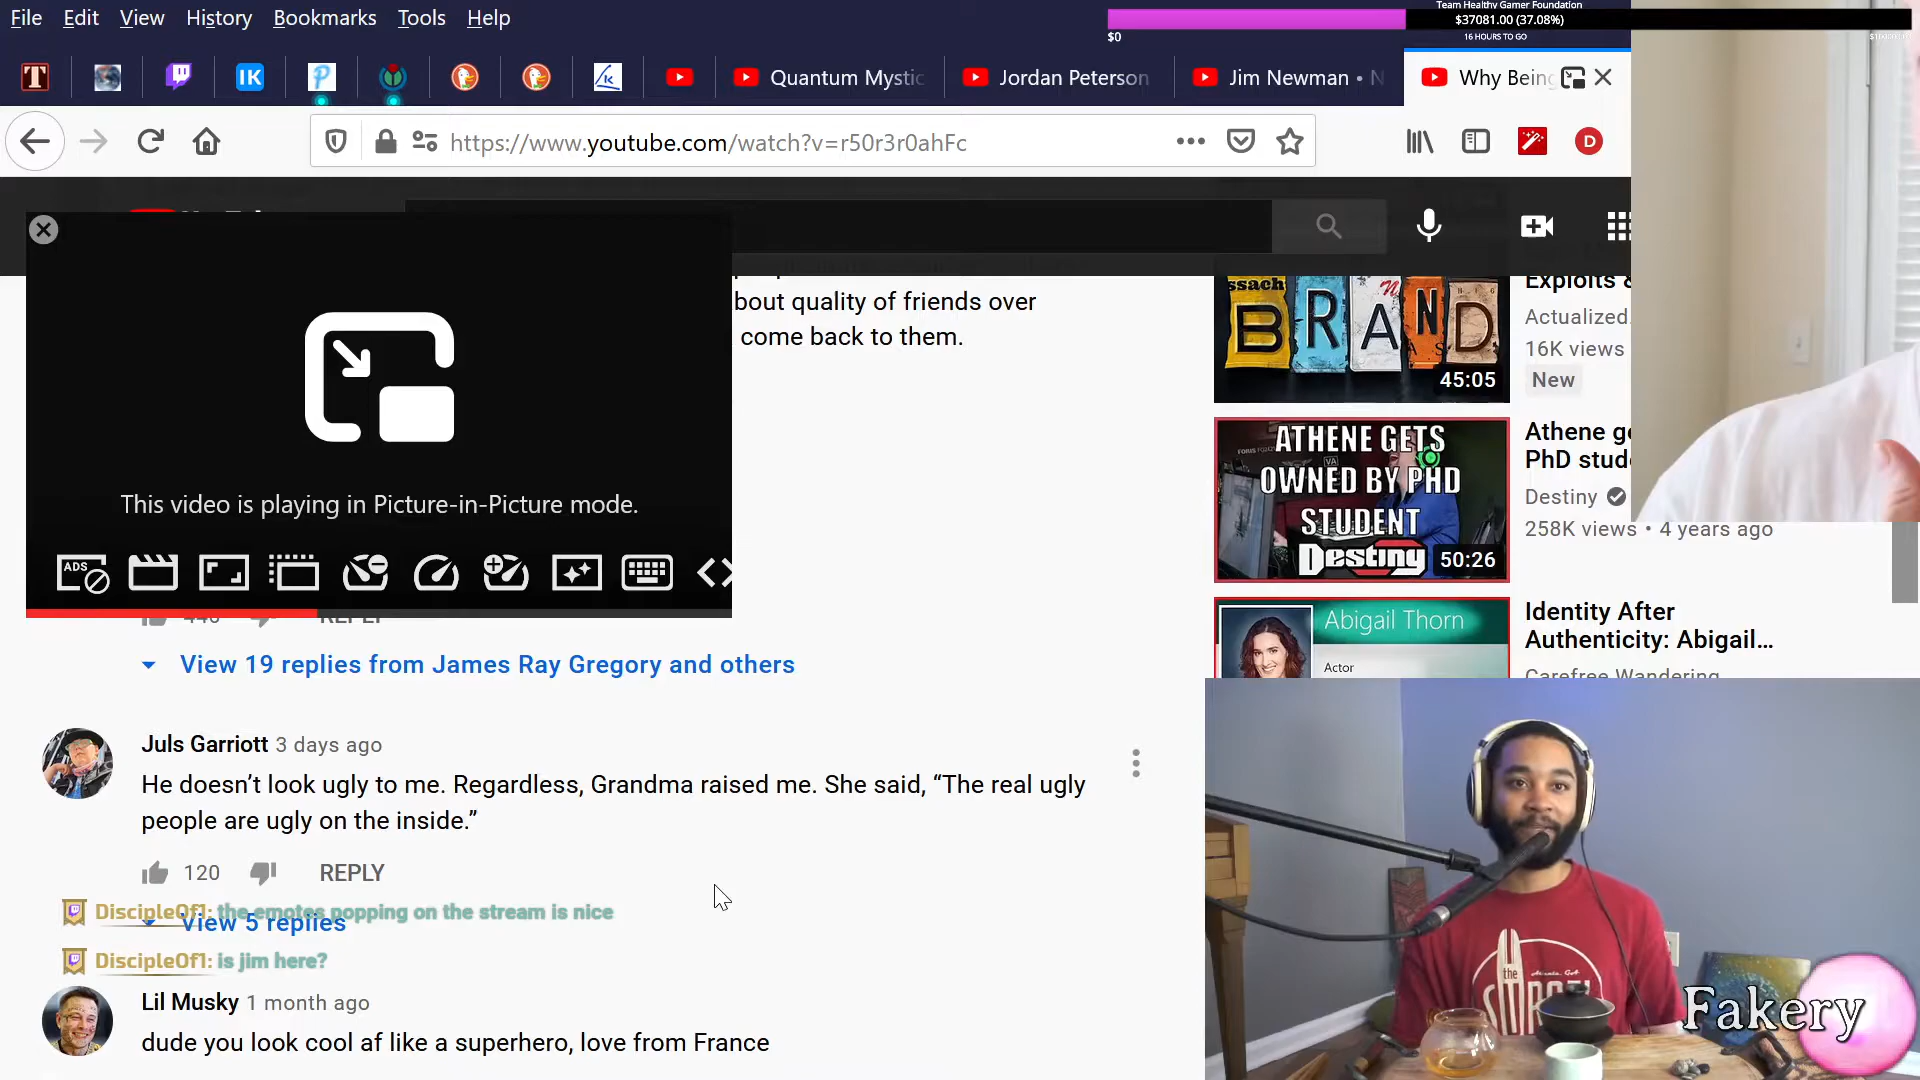 File Edit View History Bookmarks Tools Help
Team Healthy Gamer Foundation
$37081.00 (37.08%)
$0
16 HOURS TO GO
Quantum Mystic
Jordan Peterson
Jim Newman • N
Why Being
https://www.youtube.com/watch?v=r50r3r0ahFc
D
bout quality of friends over
come back to them.
This video is playing in Picture-in-Picture mode.
ADS
446 REPLY
View 19 replies from James Ray Gregory and others
Juls Garriott 3 days ago
He doesn’t look ugly to me. Regardless, Grandma raised me. She said, “The real ugly
people are ugly on the inside.”
120 REPLY
DiscipleOf1: the emotes popping on the stream is nice
View 5 replies
DiscipleOf1: is jim here?
Lil Musky 1 month ago
dude you look cool af like a superhero, love from France
BRAND
45:05
Exploits &
Actualized.
16K views
New
ATHENE GETS
OWNED BY PHD
STUDENT
Destiny
50:26
Athene ge
PhD stude
Destiny
258K views • 4 years ago
Abigail Thorn
Actor
Identity After
Authenticity: Abigail...
Carefree Wandering
the
Fakery